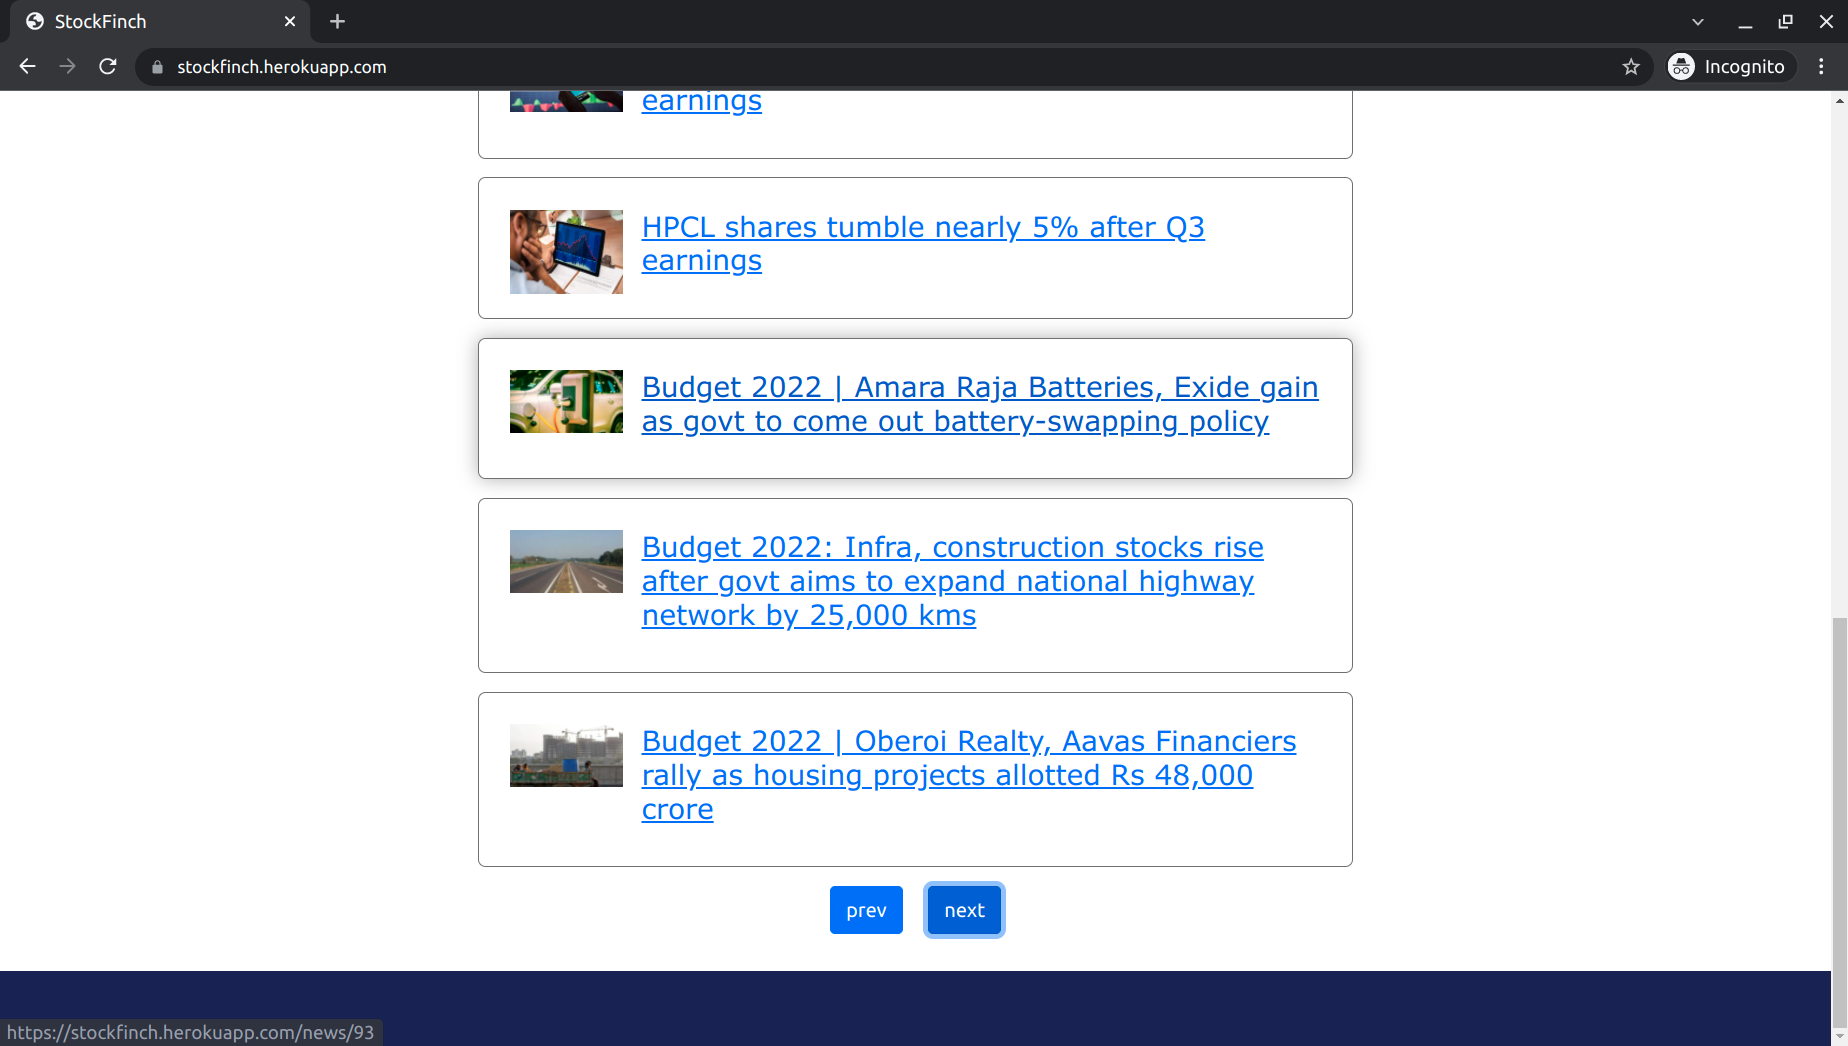 StockFinch
stockfinch.herokuapp.com
Incognito
earnings
HPCL shares tumble nearly 5% after Q3
earnings
Budget 2022 | Amara Raja Batteries, Exide gain
as govt to come out battery-swapping policy
Budget 2022: Infra, construction stocks rise
after govt aims to expand national highway
network by 25,000 kms
Budget 2022 | Oberoi Realty, Aavas Financiers
rally as housing projects allotted Rs 48,000
crore
prev next
https://stockfinch.herokuapp.com/news/93